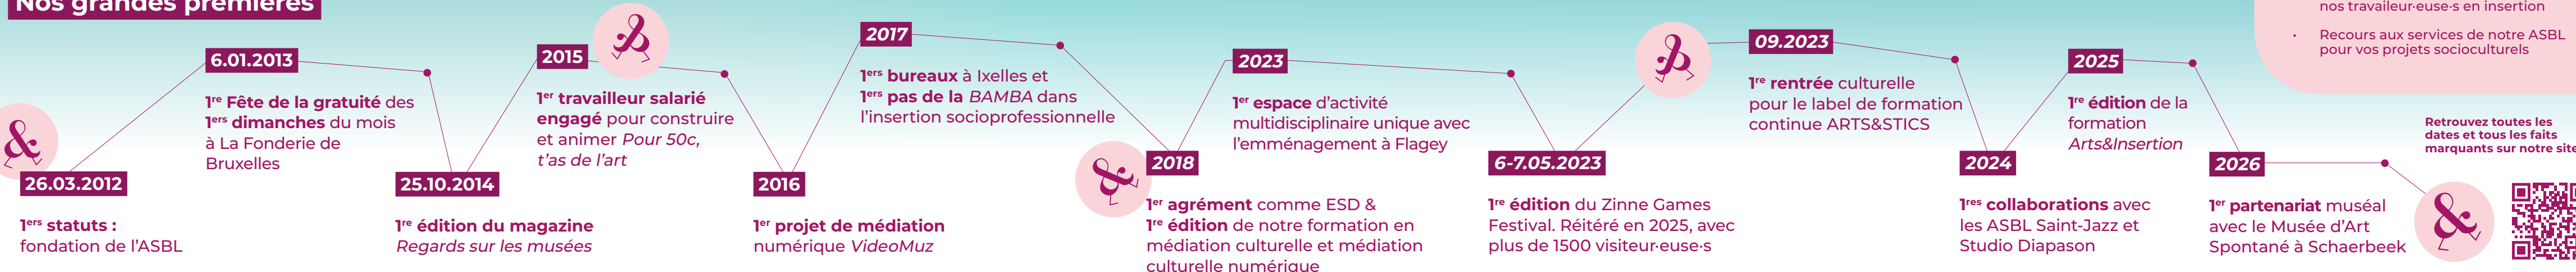 Nos grandes premières
26.03.2012
1ers statuts :
fondation de l'ASBL
6.01.2013
1re Fête de la gratuité des
1ers dimanches du mois
à La Fonderie de
Bruxelles
25.10.2014
1re édition du magazine
Regards sur les musées
2015
1er travailleur salarié
engagé pour construire
et animer Pour 50c,
t'as de l'art
2016
1er projet de médiation
numérique VideoMuz
2017
1ers bureaux à Ixelles et
1ers pas de la BAMBA dans
l'insertion socioprofessionnelle
2018
1er agrément comme ESD &
1re édition de notre formation en
médiation culturelle et médiation
culturelle numérique
2023
1er espace d'activité
multidisciplinaire unique avec
l'emménagement à Flagey
6-7.05.2023
1re édition du Zinne Games
Festival. Réitéré en 2025, avec
plus de 1500 visiteur·euse·s
09.2023
1re rentrée culturelle
pour le label de formation
continue ARTS&STICS
2024
1res collaborations avec
les ASBL Saint-Jazz et
Studio Diapason
2025
1re édition de la
formation
Arts&Insertion
2026
1er partenariat muséal
avec le Musée d'Art
Spontané à Schaerbeek
nos travaileur·euse·s en insertion
• Recours aux services de notre ASBL
pour vos projets socioculturels
Retrouvez toutes les
dates et tous les faits
marquants sur notre site